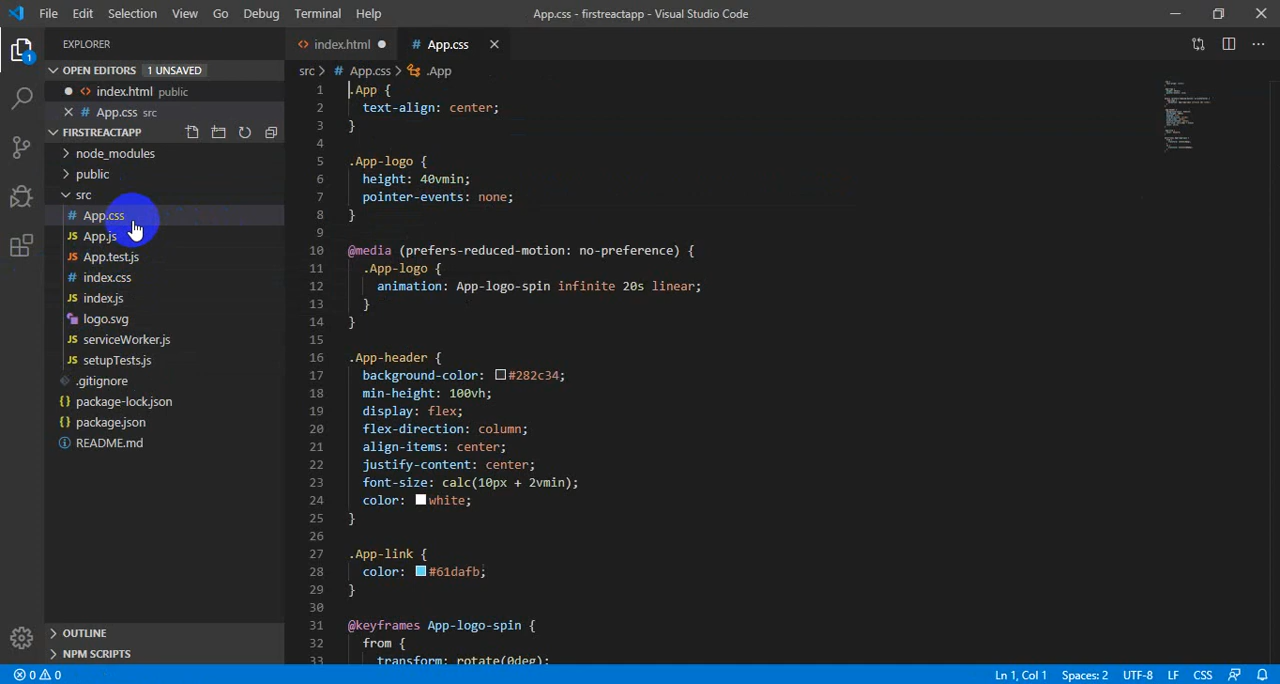 File Edit Selection View Go Debug Terminal Help App.css - firstreactapp - Visual Studio Code
EXPLORER
OPEN EDITORS 1 UNSAVED
index.html public
App.css src
FIRSTREACTAPP
node_modules
public
src
App.css
App.js
App.test.js
index.css
index.js
logo.svg
serviceWorker.js
setupTests.js
.gitignore
package-lock.json
package.json
README.md
OUTLINE
NPM SCRIPTS
1
index.html App.css
src > App.css > .App
1 .App {
2 text-align: center;
3 }
4
5 .App-logo {
6 height: 40vmin;
7 pointer-events: none;
8 }
9
10 @media (prefers-reduced-motion: no-preference) {
11 .App-logo {
12 animation: App-logo-spin infinite 20s linear;
13 }
14 }
15
16 .App-header {
17 background-color: #282c34;
18 min-height: 100vh;
19 display: flex;
20 flex-direction: column;
21 align-items: center;
22 justify-content: center;
23 font-size: calc(10px + 2vmin);
24 color: white;
25 }
26
27 .App-link {
28 color: #61dafb;
29 }
30
31 @keyframes App-logo-spin {
32 from {
33 transform: rotate(0deg);
0 0 Ln 1, Col 1 Spaces: 2 UTF-8 LF CSS